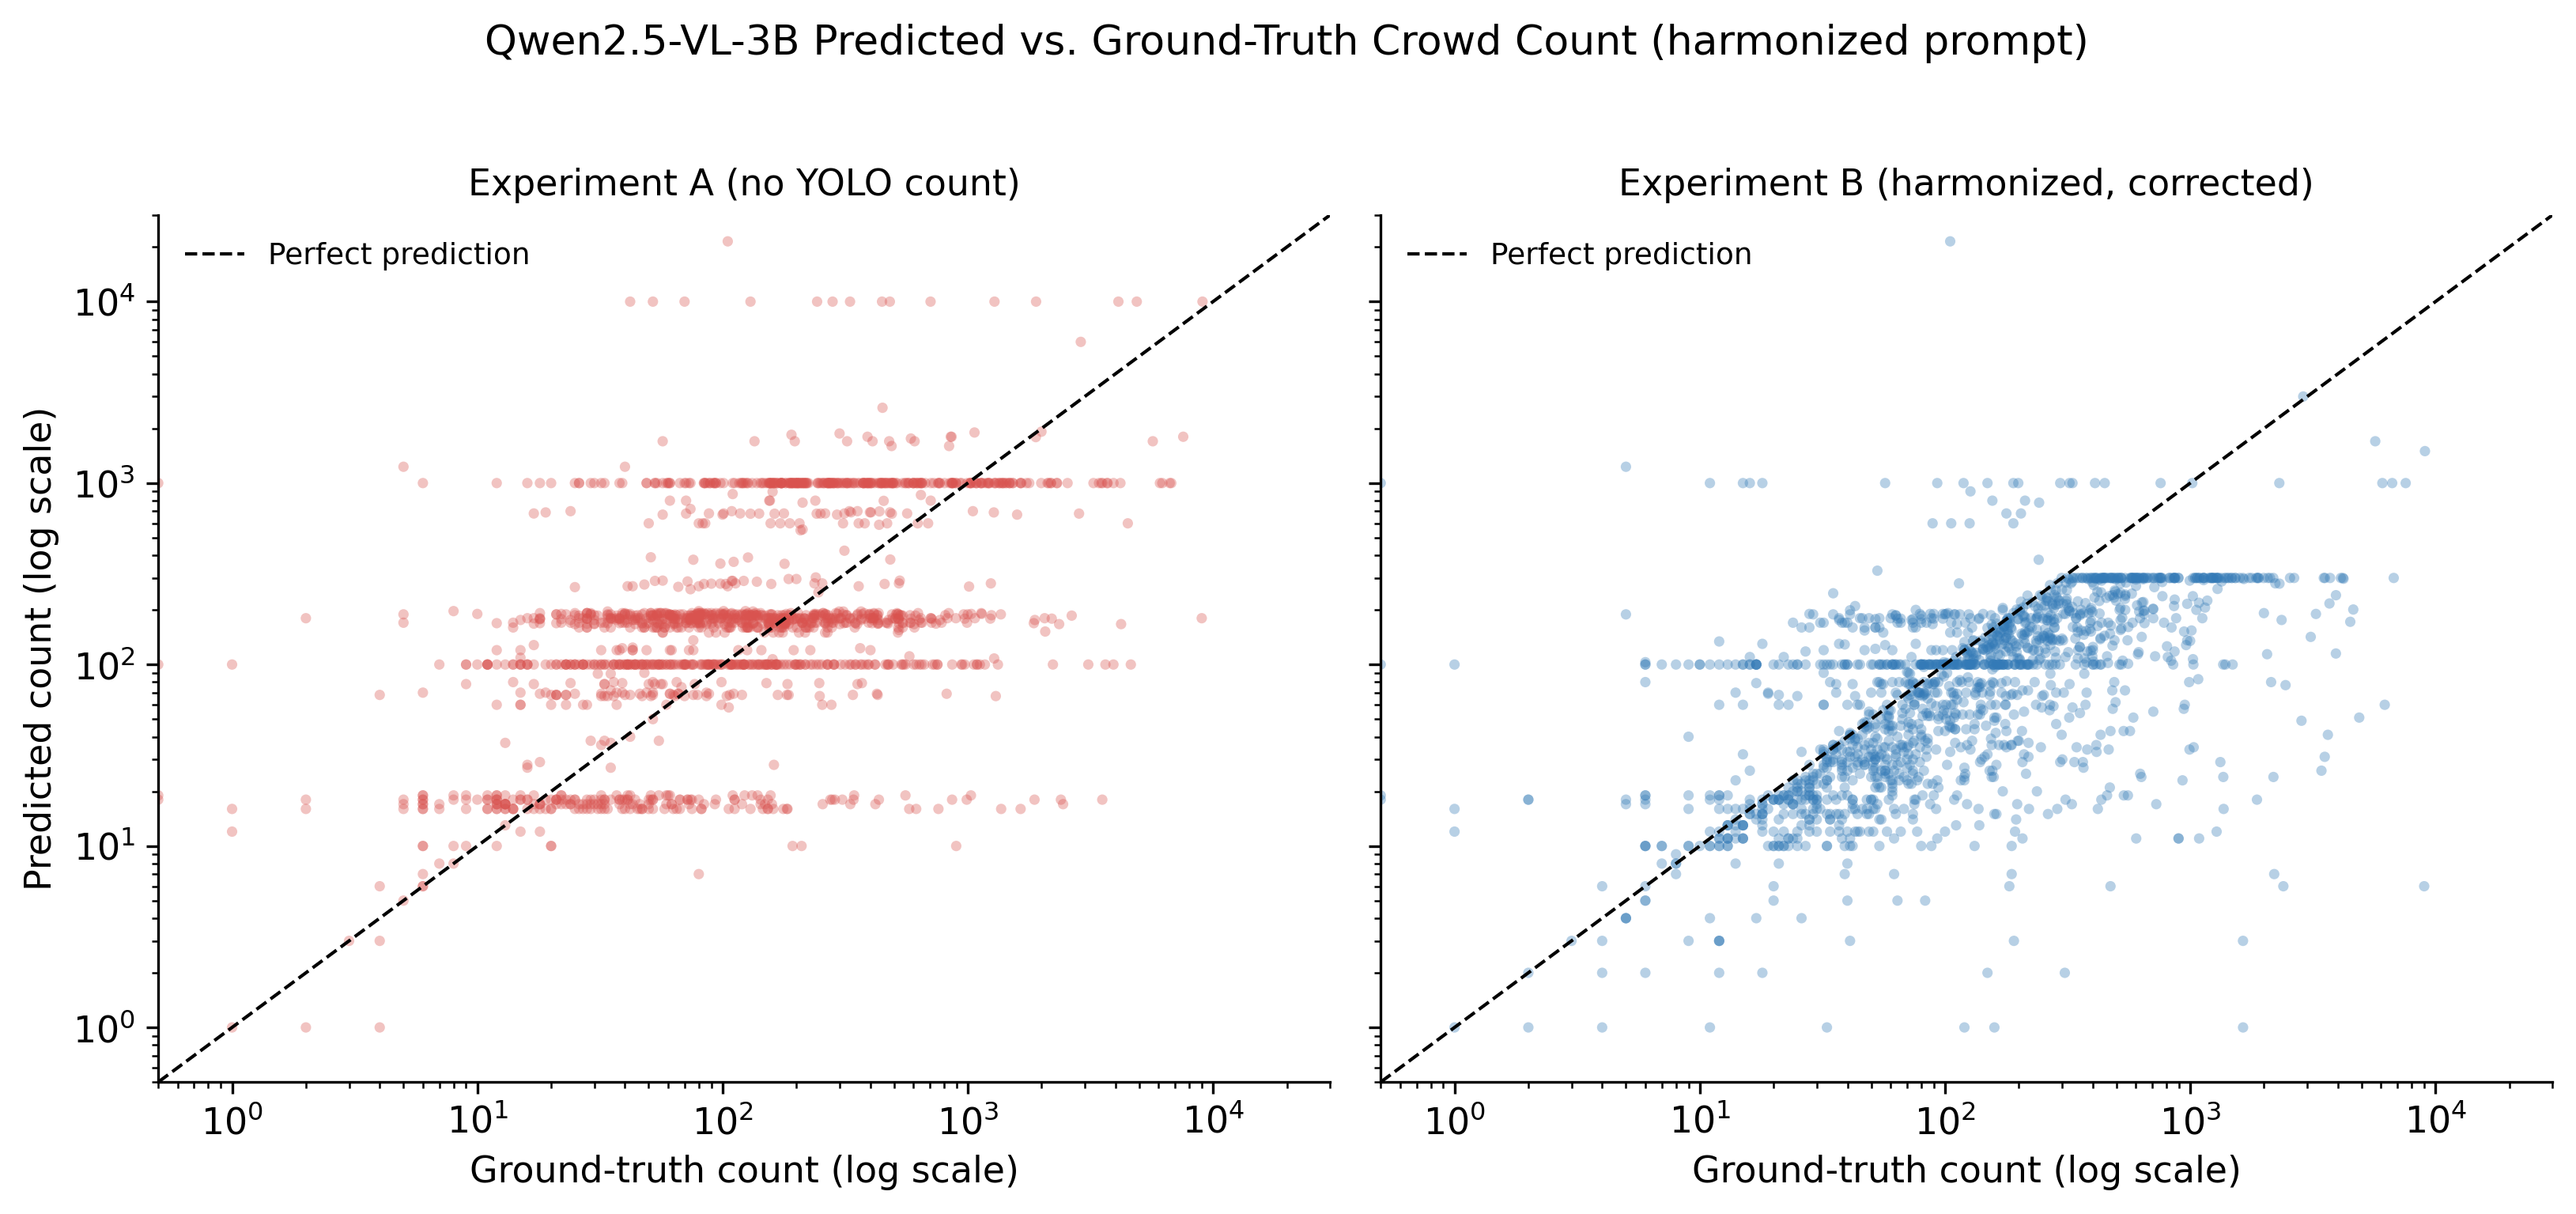 Qwen2.5-VL-3B Predicted vs. Ground-Truth Crowd Count (harmonized prompt)
Experiment A (no YOLO count)
Perfect prediction
Predicted count (log scale)
10⁴
10³
10²
10¹
10⁰
10⁰ 10¹ 10² 10³ 10⁴
Ground-truth count (log scale)
Experiment B (harmonized, corrected)
Perfect prediction
10⁰ 10¹ 10² 10³ 10⁴
Ground-truth count (log scale)